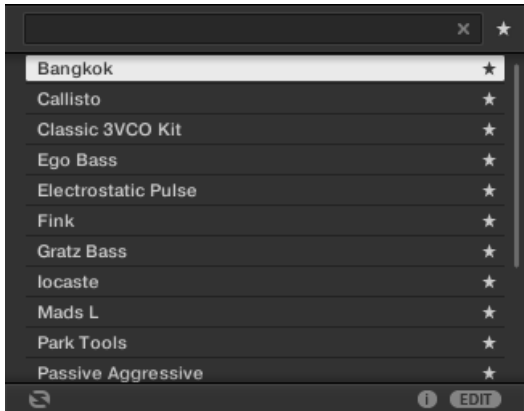 Bangkok
Callisto
Classic 3VCO Kit
Ego Bass
Electrostatic Pulse
Fink
Gratz Bass
Iocaste
Mads L
Park Tools
Passive Aggressive
EDIT